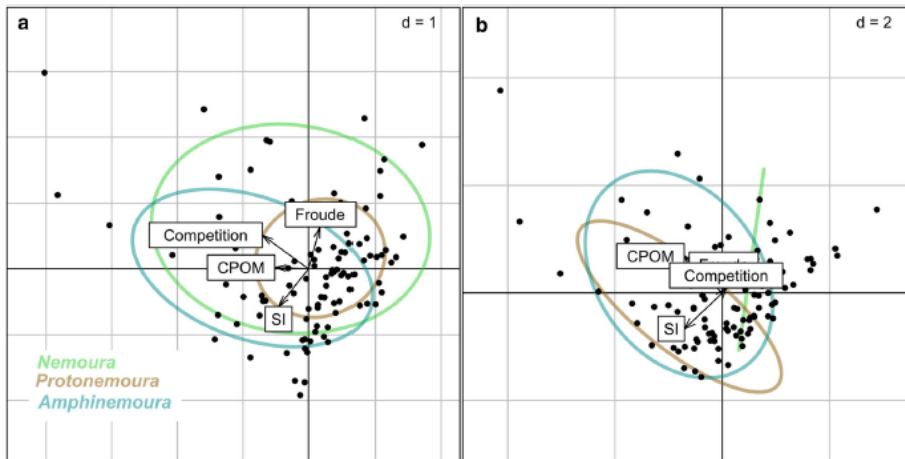 a
d = 1
Froude
Competition
CPOM
SI
Nemoura
Protonemoura
Amphinemoura
b
d = 2
CPOM
Competition
SI